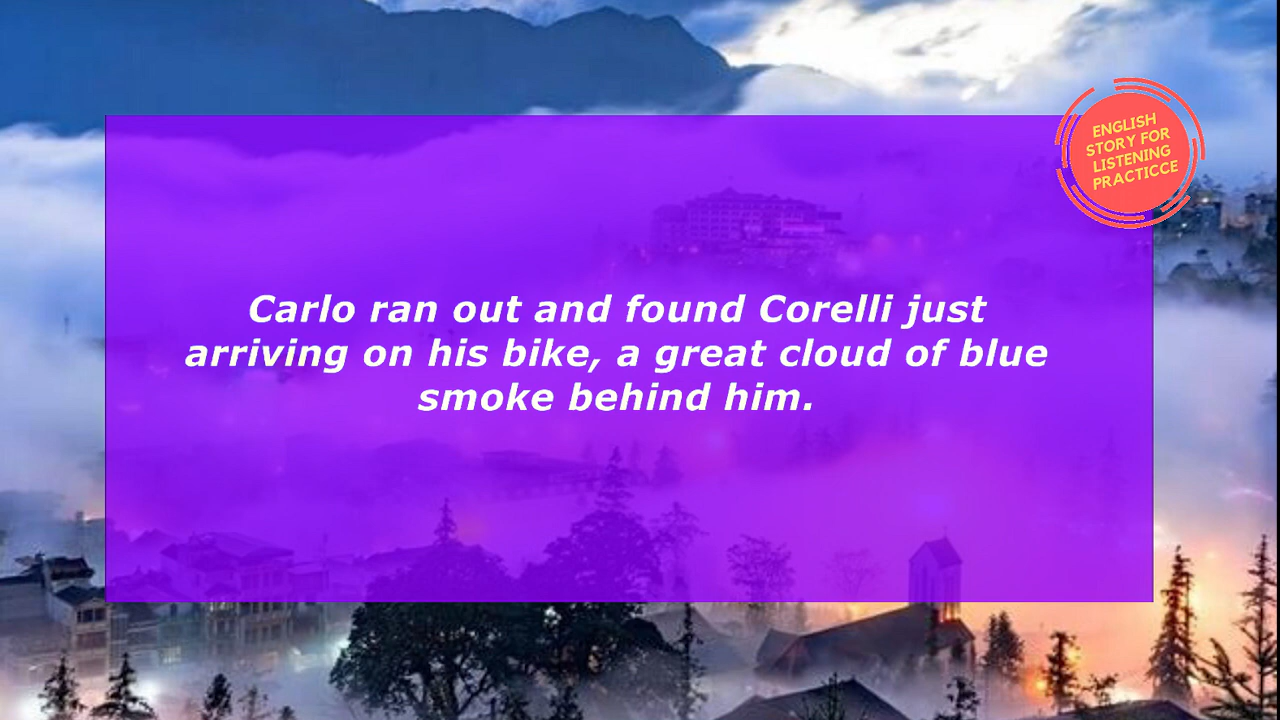 ENGLISH
STORY FOR
LISTENING
PRACTICCE
Carlo ran out and found Corelli just
arriving on his bike, a great cloud of blue
smoke behind him.